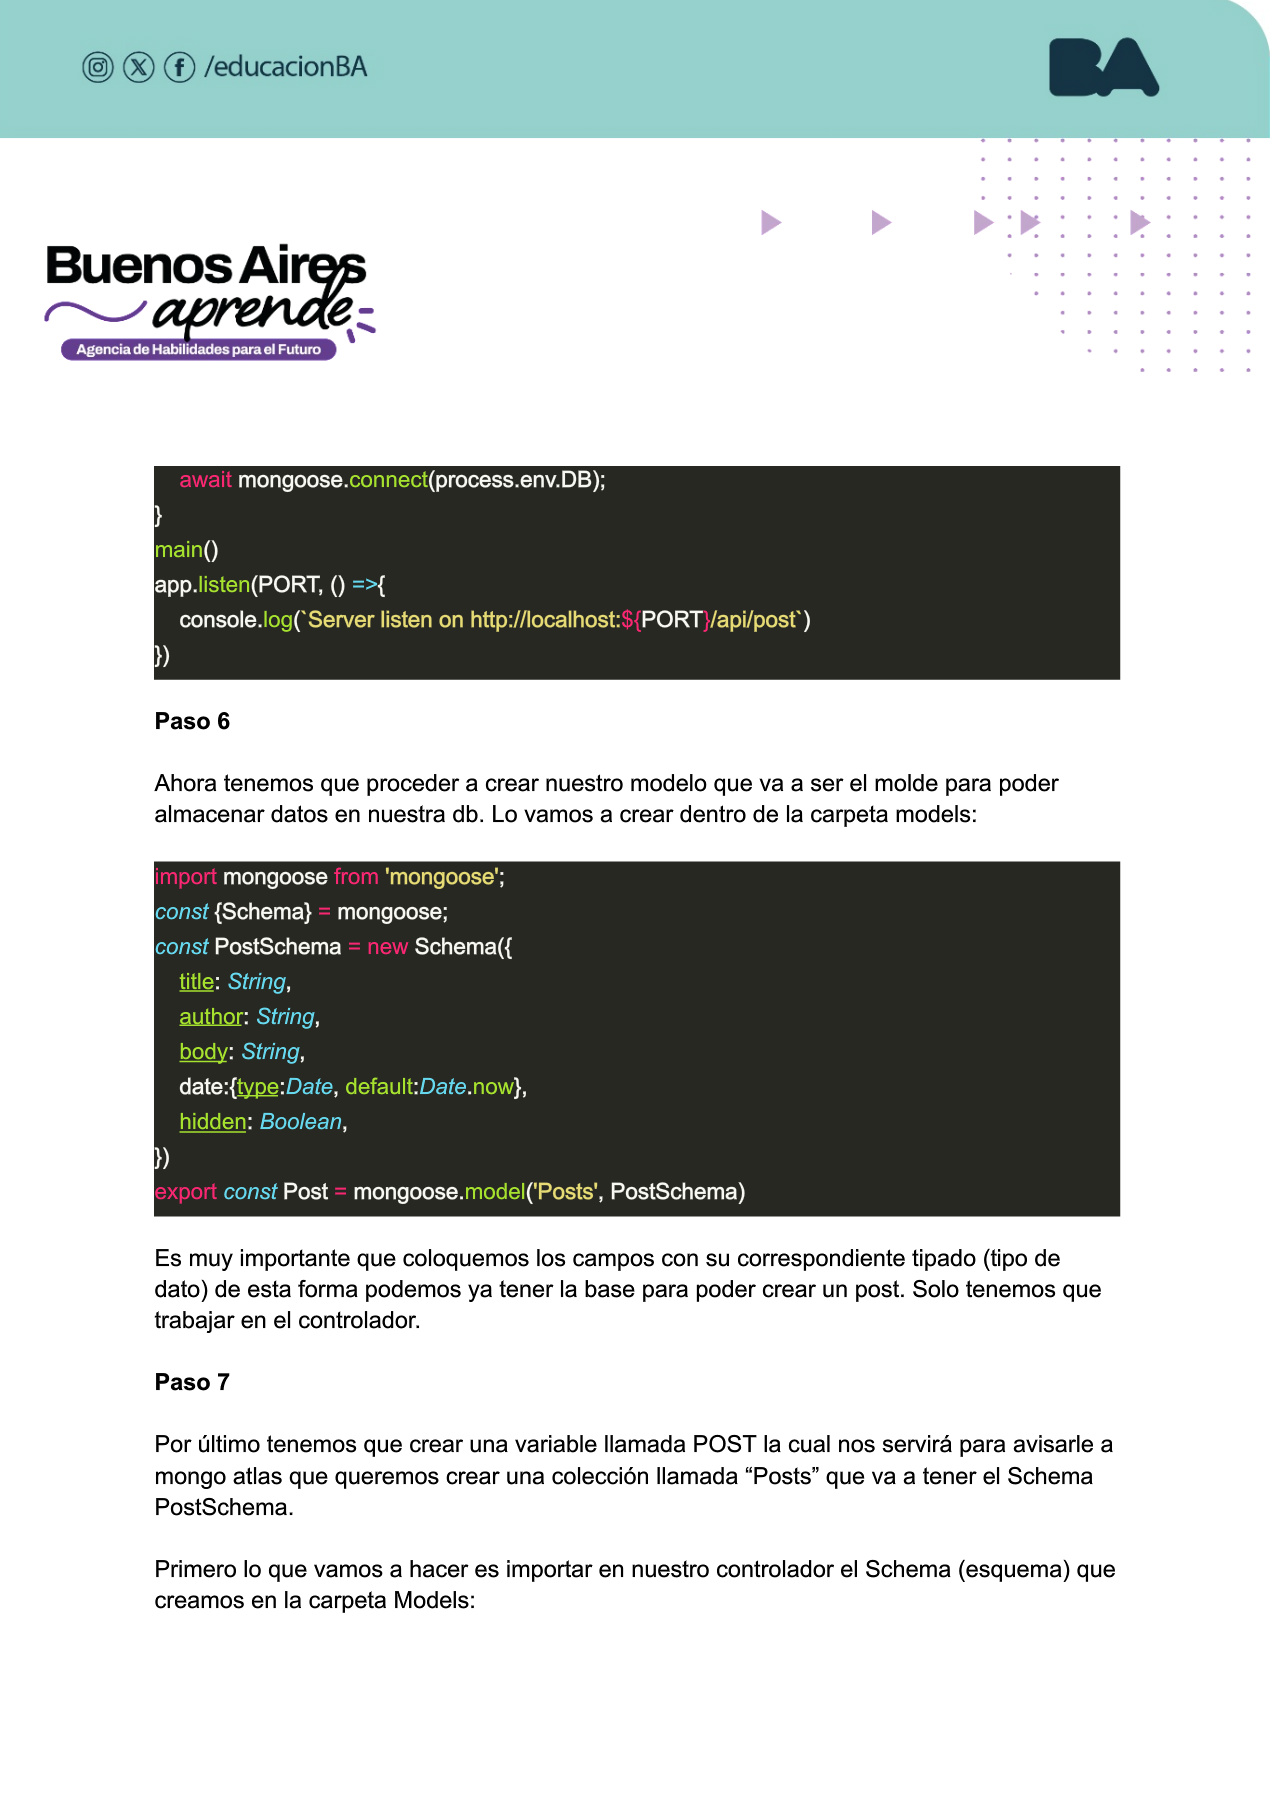 /educacionBA
BA
Buenos Aires
aprende
Agencia de Habilidades para el Futuro
await mongoose.connect(process.env.DB);
}
main()
app.listen(PORT, () =>{
console.log(`Server listen on http://localhost:${PORT}/api/post`)
})
Paso 6
Ahora tenemos que proceder a crear nuestro modelo que va a ser el molde para poder
almacenar datos en nuestra db. Lo vamos a crear dentro de la carpeta models:
import mongoose from 'mongoose';
const {Schema} = mongoose;
const PostSchema = new Schema({
title: String,
author: String,
body: String,
date:{type:Date, default:Date.now},
hidden: Boolean,
})
export const Post = mongoose.model('Posts', PostSchema)
Es muy importante que coloquemos los campos con su correspondiente tipado (tipo de
dato) de esta forma podemos ya tener la base para poder crear un post. Solo tenemos que
trabajar en el controlador.
Paso 7
Por último tenemos que crear una variable llamada POST la cual nos servirá para avisarle a
mongo atlas que queremos crear una colección llamada “Posts” que va a tener el Schema
PostSchema.
Primero lo que vamos a hacer es importar en nuestro controlador el Schema (esquema) que
creamos en la carpeta Models: